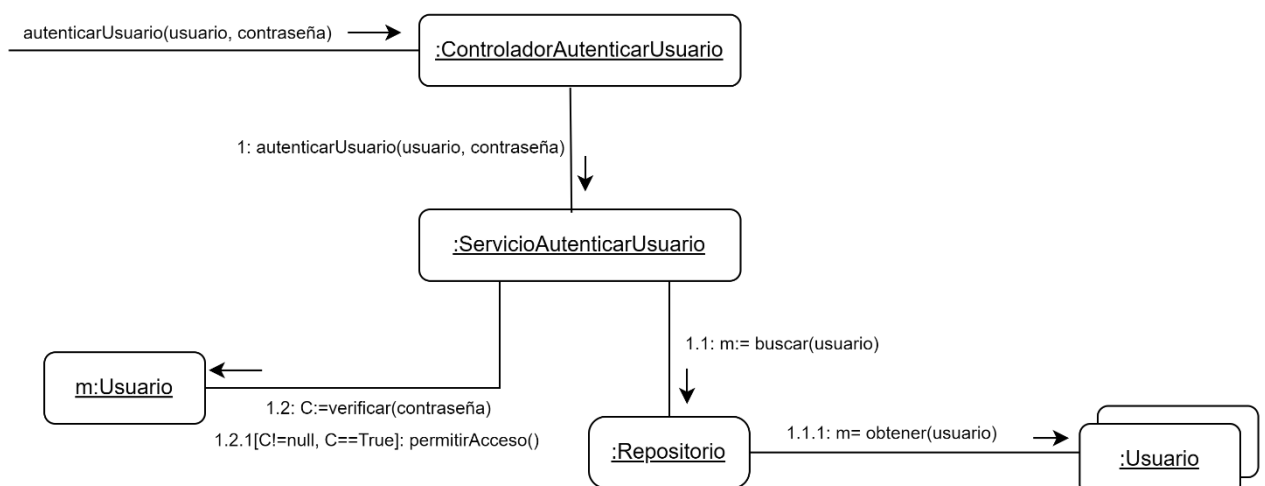 autenticarUsuario(usuario, contraseña)
:ControladorAutenticarUsuario
1: autenticarUsuario(usuario, contraseña)
:ServicioAutenticarUsuario
1.1: m:= buscar(usuario)
m:Usuario
1.2: C:=verificar(contraseña)
1.2.1[C!=null, C==True]: permitirAcceso()
:Repositorio
1.1.1: m= obtener(usuario)
:Usuario